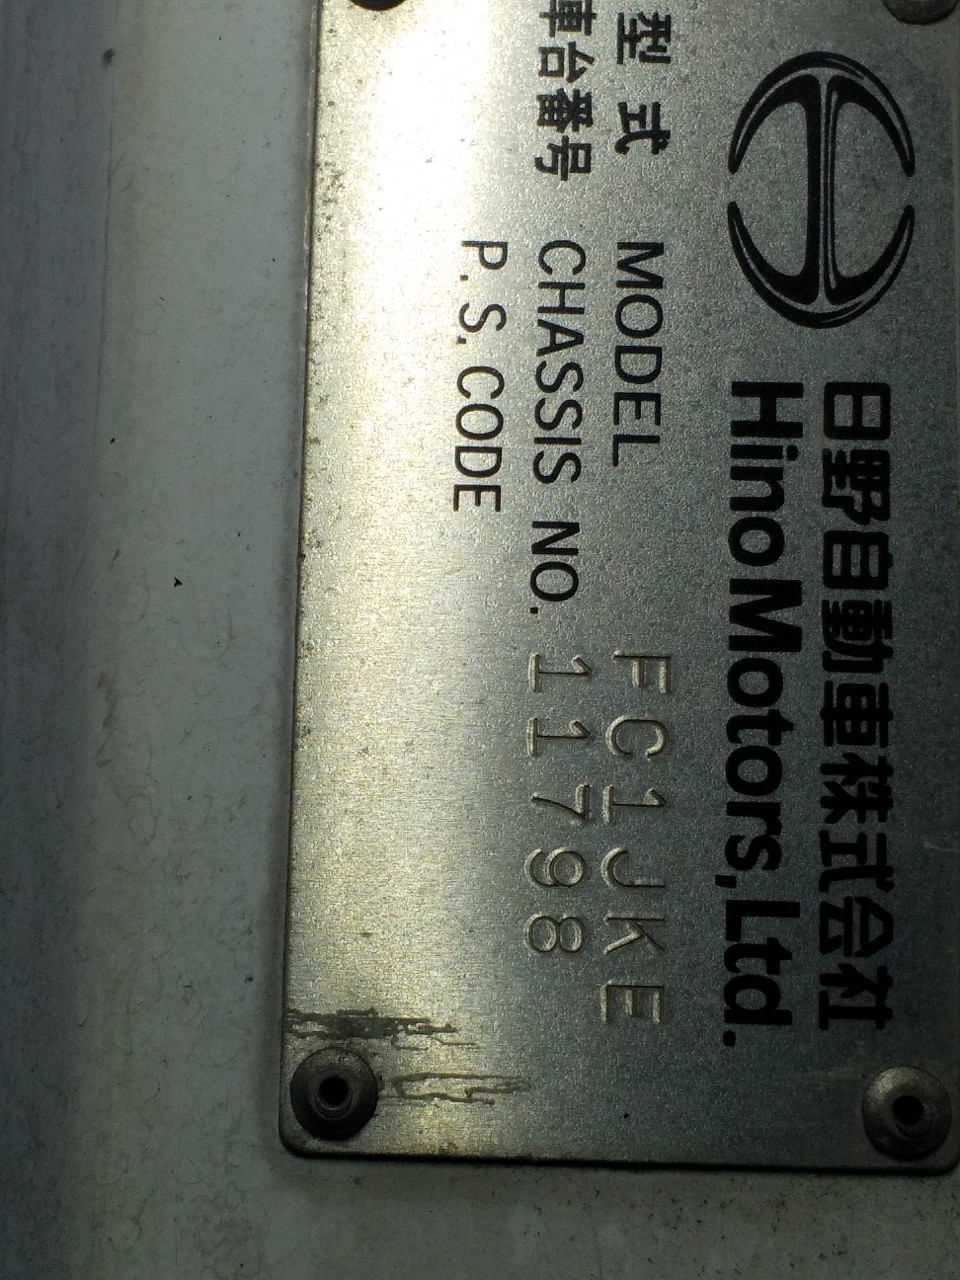 日野自動車株式会社
Hino Motors, Ltd.
型式 MODEL FC1JKE
車台番号 CHASSIS NO. 11798
P. S. CODE